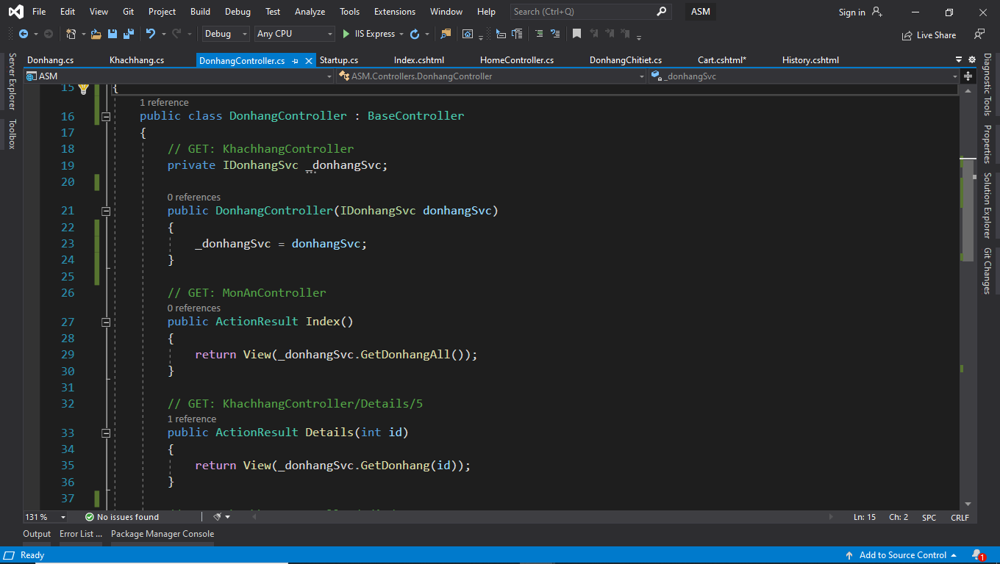 File Edit View Git Project Build Debug Test Analyze Tools Extensions Window Help Search (Ctrl+Q) ASM Sign in
Debug Any CPU IIS Express Live Share
Donhang.cs Khachhang.cs DonhangController.cs Startup.cs Index.cshtml HomeController.cs DonhangChitiet.cs Cart.cshtml* History.cshtml
ASM ASM.Controllers.DonhangController _donhangSvc
Server Explorer
Toolbox
15 {
1 reference
16 public class DonhangController : BaseController
17 {
18 // GET: KhachhangController
19 private IDonhangSvc _donhangSvc;
20
0 references
21 public DonhangController(IDonhangSvc donhangSvc)
22 {
23 _donhangSvc = donhangSvc;
24 }
25
26 // GET: MonAnController
0 references
27 public ActionResult Index()
28 {
29 return View(_donhangSvc.GetDonhangAll());
30 }
31
32 // GET: KhachhangController/Details/5
1 reference
33 public ActionResult Details(int id)
34 {
35 return View(_donhangSvc.GetDonhang(id));
36 }
37
Diagnostic Tools
Properties
Solution Explorer
Git Changes
131 % No issues found Ln: 15 Ch: 2 SPC CRLF
Output Error List ... Package Manager Console
Ready Add to Source Control 1